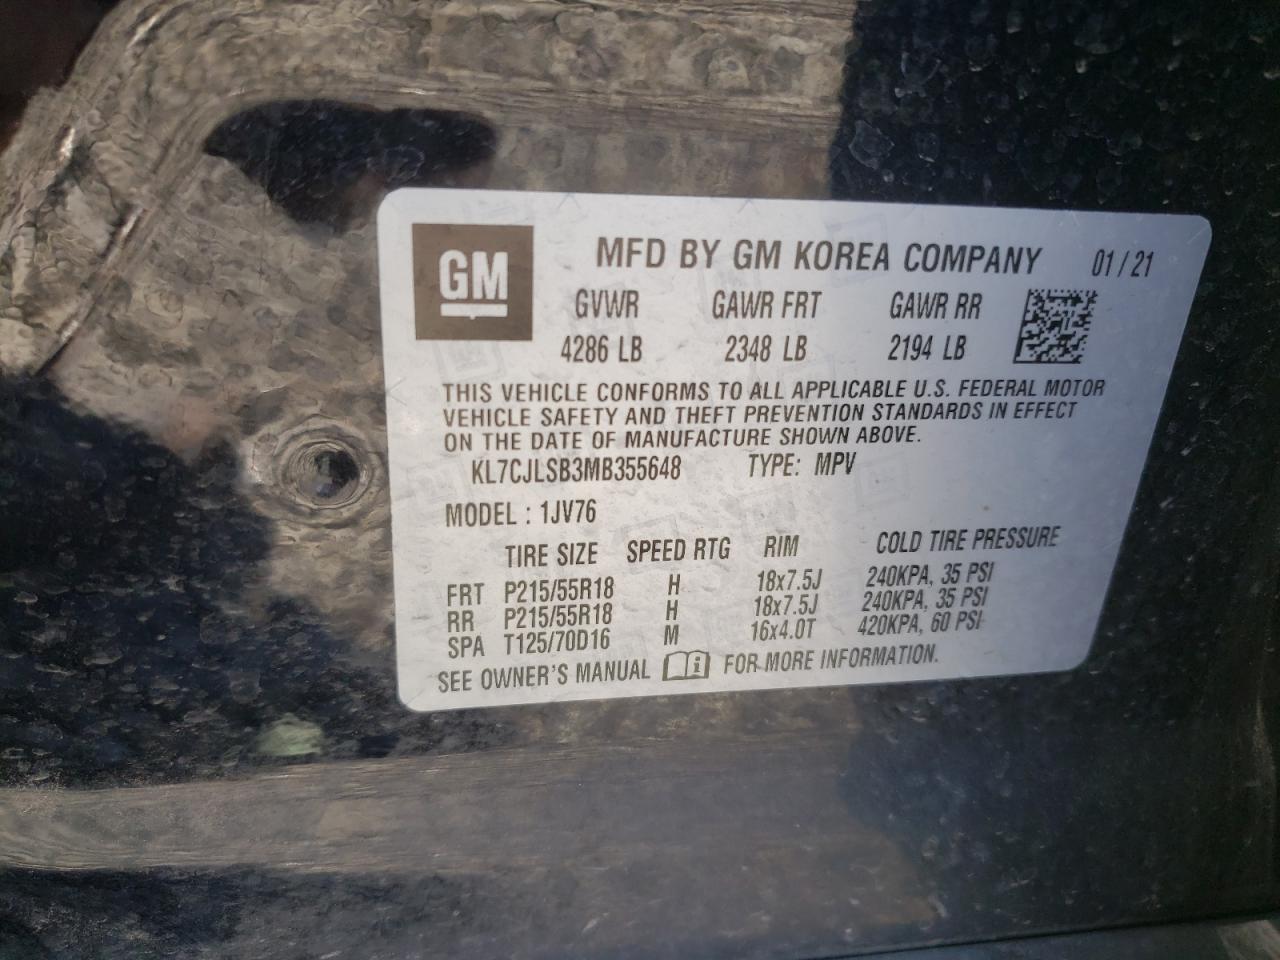 GM MFD BY GM KOREA COMPANY 01/21
GVWR GAWR FRT GAWR RR
4286 LB 2348 LB 2194 LB
THIS VEHICLE CONFORMS TO ALL APPLICABLE U.S. FEDERAL MOTOR
VEHICLE SAFETY AND THEFT PREVENTION STANDARDS IN EFFECT
ON THE DATE OF MANUFACTURE SHOWN ABOVE.
KL7CJLSB3MB355648 TYPE: MPV
MODEL : 1JV76
TIRE SIZE SPEED RTG RIM COLD TIRE PRESSURE
FRT P215/55R18 H 18x7.5J 240KPA, 35 PSI
RR P215/55R18 H 18x7.5J 240KPA, 35 PSI
SPA T125/70D16 M 16x4.0T 420KPA, 60 PSI
SEE OWNER'S MANUAL FOR MORE INFORMATION.